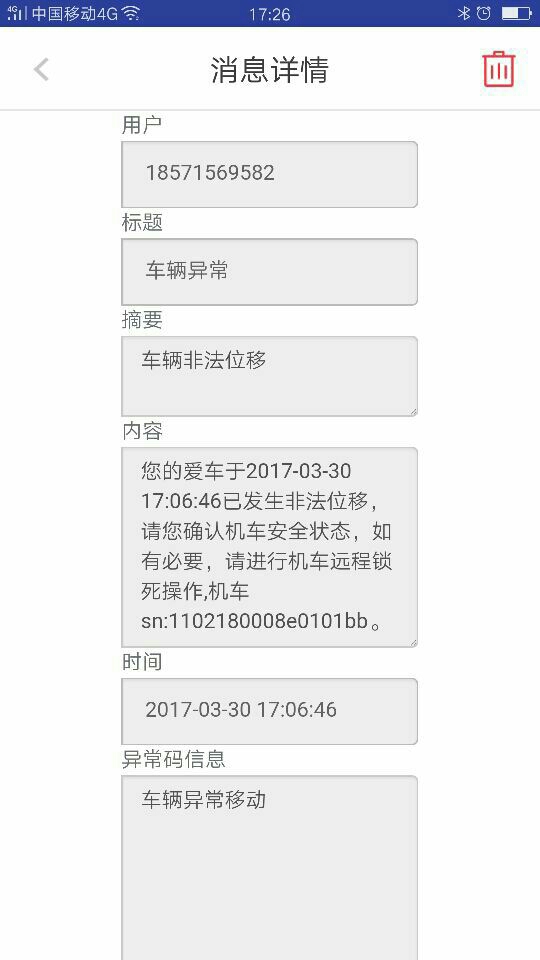 4G 中国移动4G 17:26
消息详情
用户
18571569582
标题
车辆异常
摘要
车辆非法位移
内容
您的爱车于2017-03-30
17:06:46已发生非法位移，
请您确认机车安全状态，如
有必要，请进行机车远程锁
死操作,机车
sn:1102180008e0101bb。
时间
2017-03-30 17:06:46
异常码信息
车辆异常移动